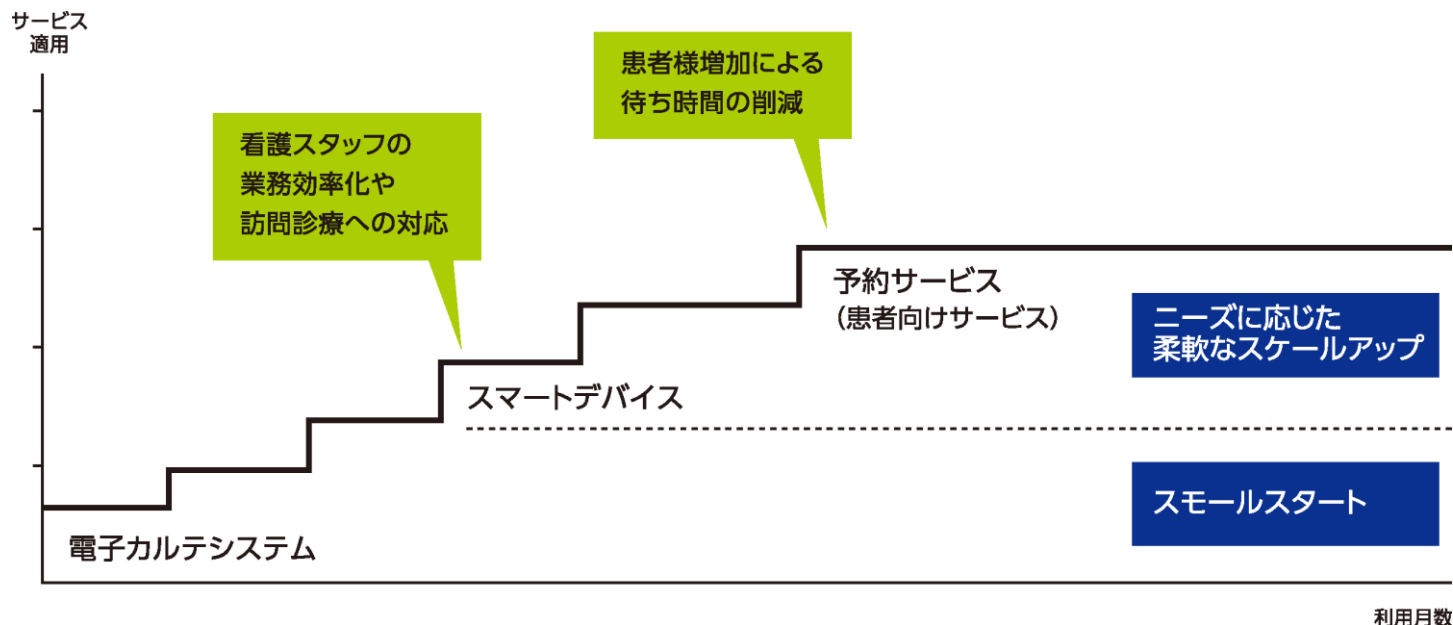 サービス
適用
患者様増加による
待ち時間の削減
看護スタッフの
業務効率化や
訪問診療への対応
予約サービス
（患者向けサービス）
ニーズに応じた
柔軟なスケールアップ
スマートデバイス
スモールスタート
電子カルテシステム
利用月数